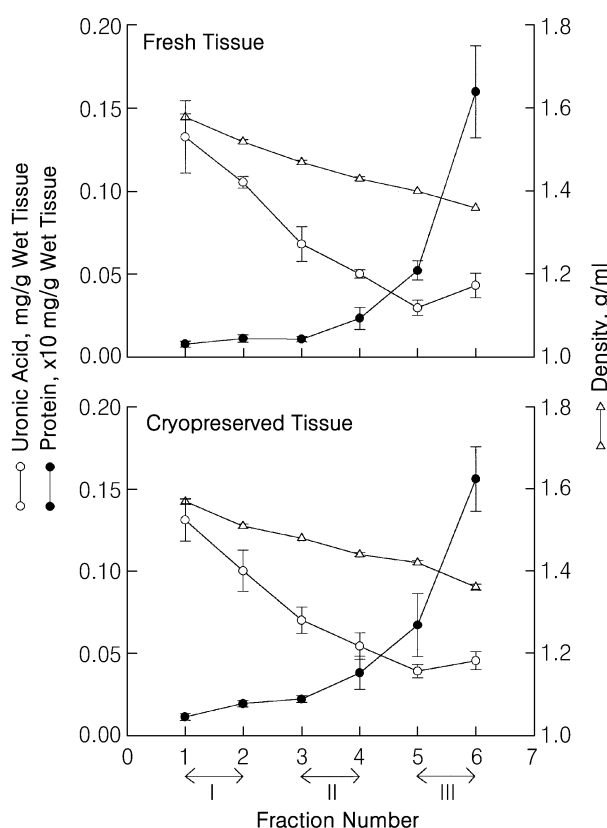 Fresh Tissue
0.20
0.15
0.10
0.05
0.00
1.8
1.6
1.4
1.2
1.0
Cryopreserved Tissue
0.20
0.15
0.10
0.05
0.00
1.8
1.6
1.4
1.2
1.0
0 1 2 3 4 5 6 7
I II III
Fraction Number
Uronic Acid, mg/g Wet Tissue
Protein, x10 mg/g Wet Tissue
Density, g/ml